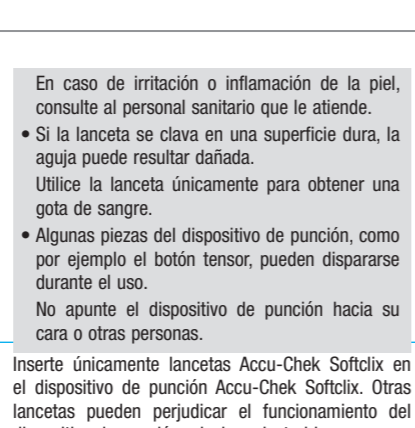 En caso de irritación o inflamación de la piel,
consulte al personal sanitario que le atiende.
• Si la lanceta se clava en una superficie dura, la
aguja puede resultar dañada.
Utilice la lanceta únicamente para obtener una
gota de sangre.
• Algunas piezas del dispositivo de punción, como
por ejemplo el botón tensor, pueden dispararse
durante el uso.
No apunte el dispositivo de punción hacia su
cara o otras personas.
Inserte únicamente lancetas Accu-Chek Softclix en
el dispositivo de punción Accu-Chek Softclix. Otras
lancetas pueden perjudicar el funcionamiento del